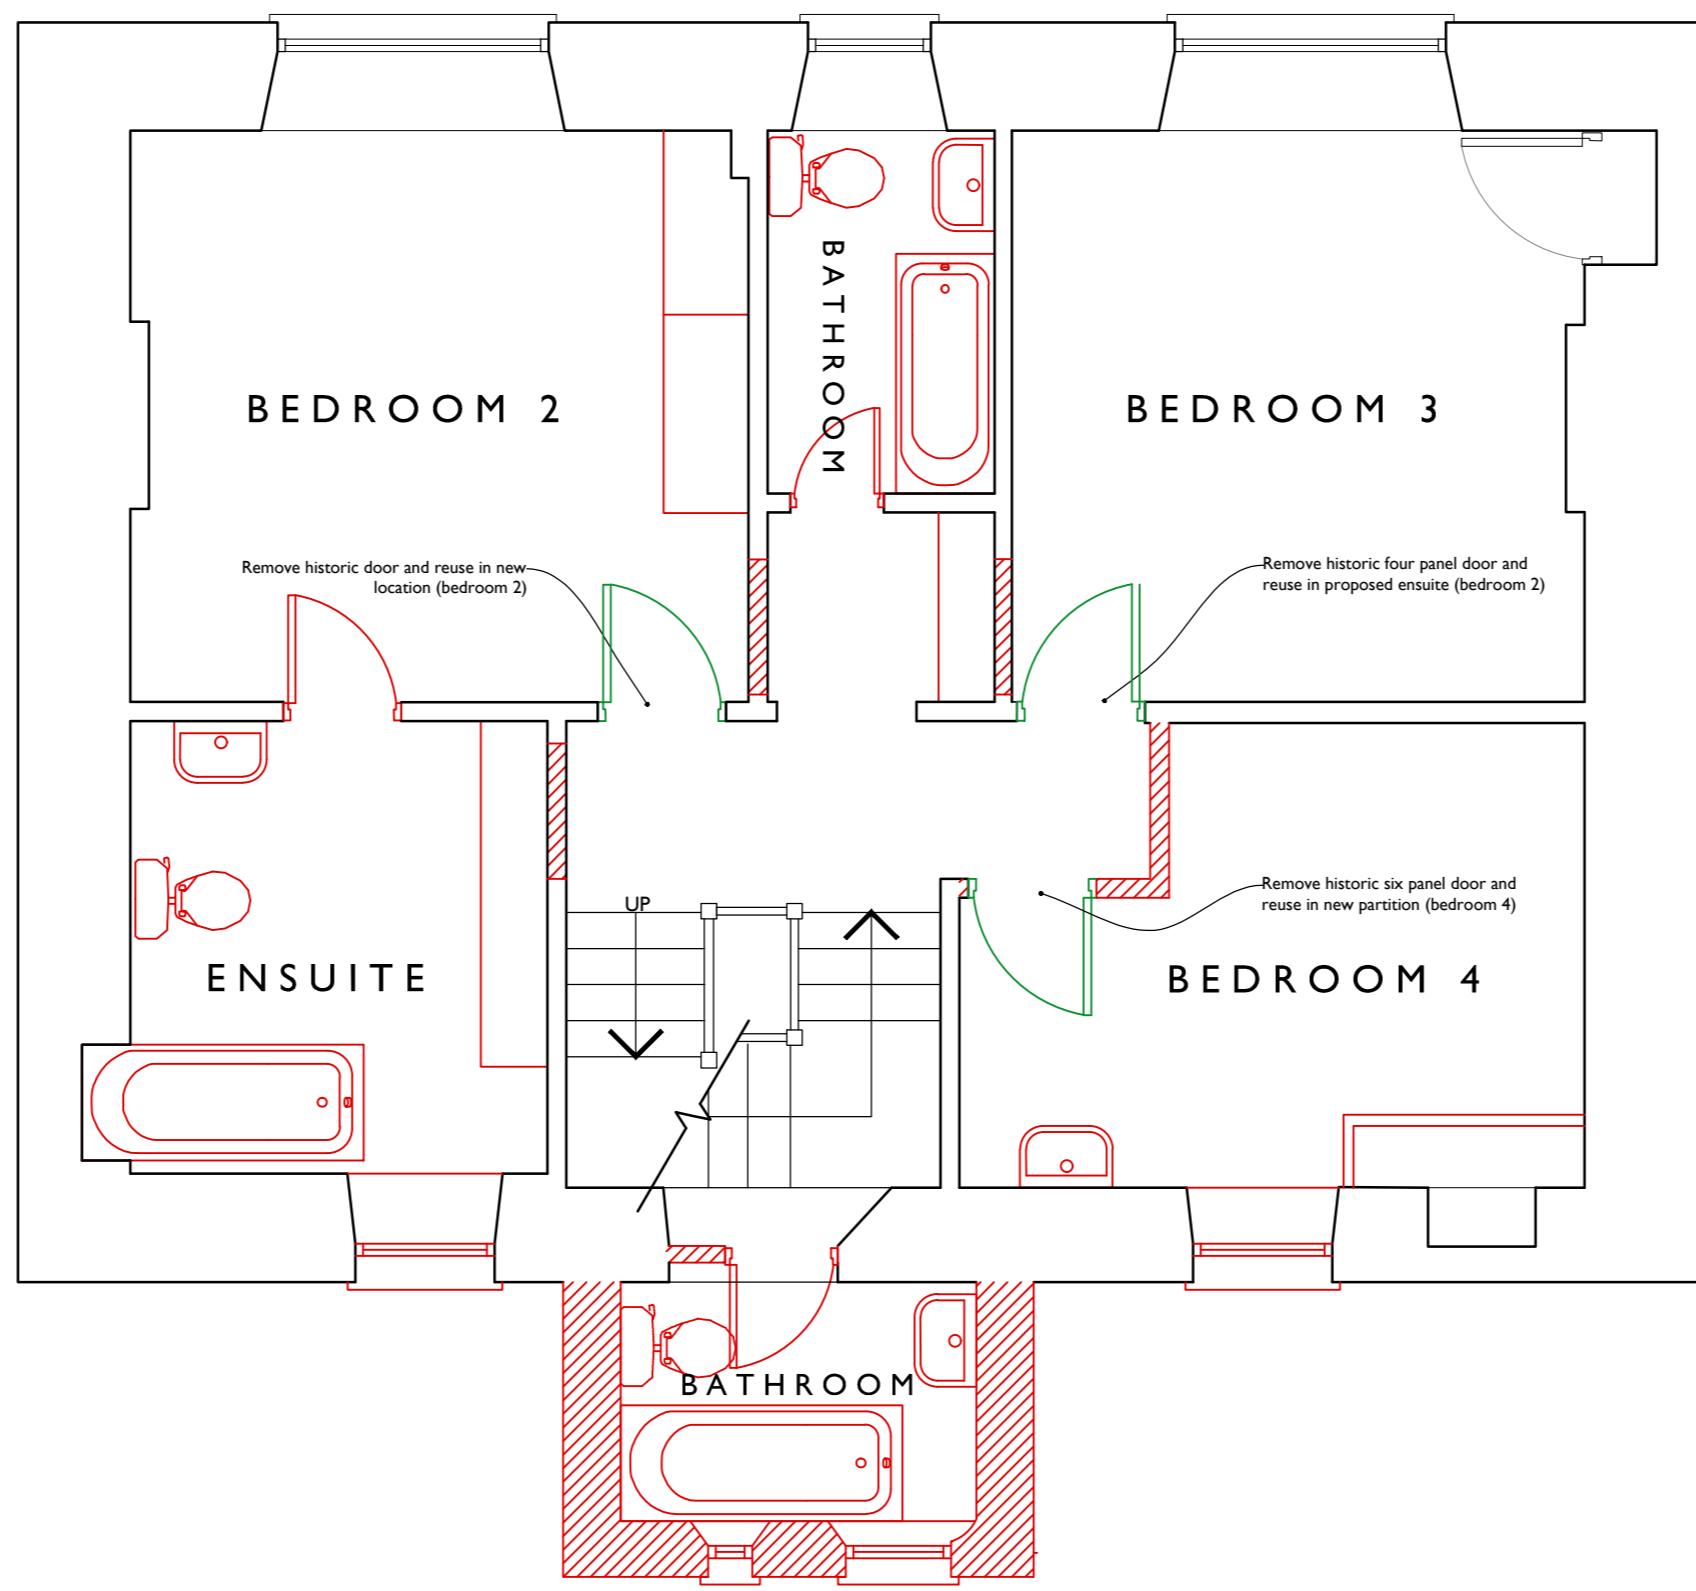 BATHROOM
BEDROOM 2
BEDROOM 3
Remove historic door and reuse in new
location (bedroom 2)
Remove historic four panel door and
reuse in proposed ensuite (bedroom 2)
UP
Remove historic six panel door and
reuse in new partition (bedroom 4)
ENSUITE
BEDROOM 4
BATHROOM